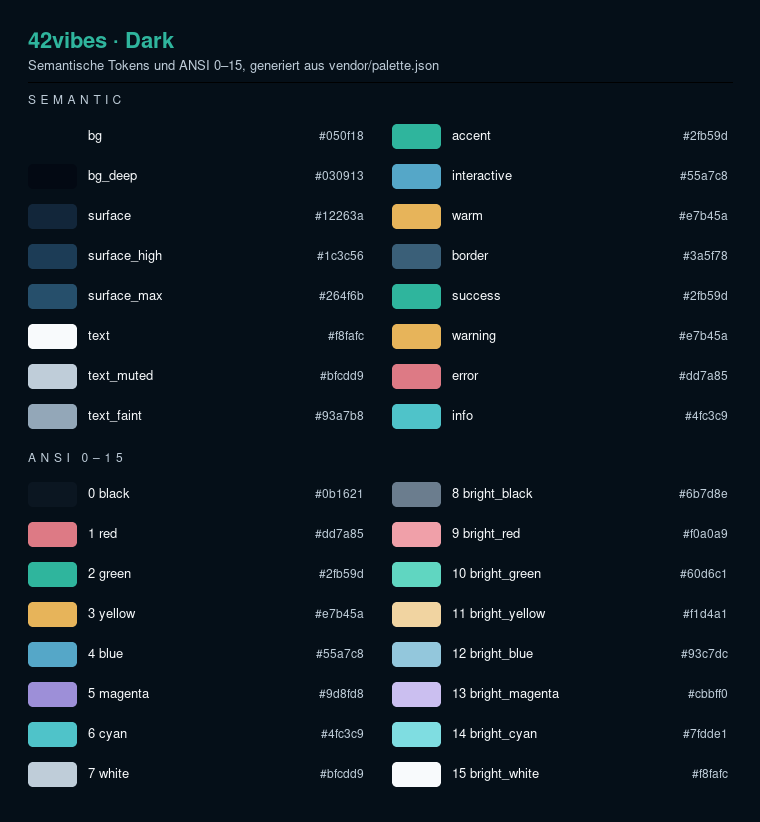 42vibes · Dark
Semantische Tokens und ANSI 0–15, generiert aus vendor/palette.json
SEMANTIC
bg #050f18 accent #2fb59d
bg_deep #030913 interactive #55a7c8
surface #12263a warm #e7b45a
surface_high #1c3c56 border #3a5f78
surface_max #264f6b success #2fb59d
text #f8fafc warning #e7b45a
text_muted #bfcdd9 error #dd7a85
text_faint #93a7b8 info #4fc3c9
ANSI 0–15
0 black #0b1621 8 bright_black #6b7d8e
1 red #dd7a85 9 bright_red #f0a0a9
2 green #2fb59d 10 bright_green #60d6c1
3 yellow #e7b45a 11 bright_yellow #f1d4a1
4 blue #55a7c8 12 bright_blue #93c7dc
5 magenta #9d8fd8 13 bright_magenta #cbbff0
6 cyan #4fc3c9 14 bright_cyan #7fdde1
7 white #bfcdd9 15 bright_white #f8fafc